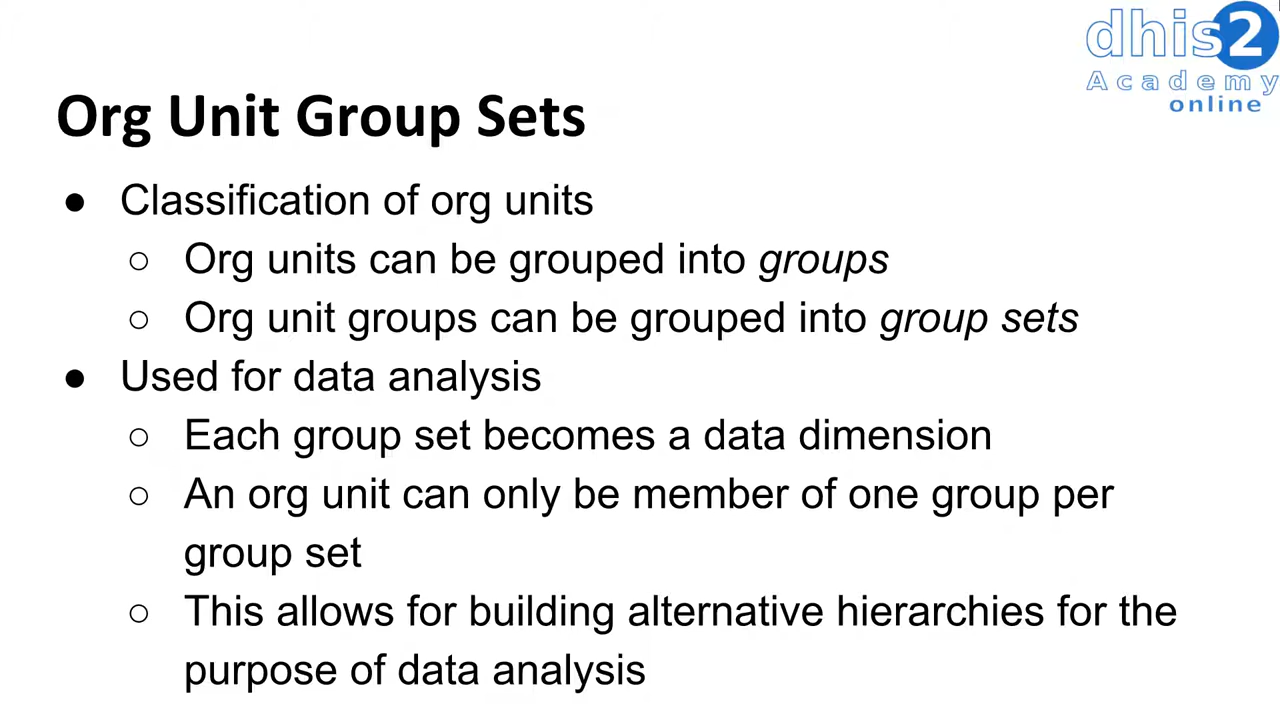 dhis2
Academy
online
Org Unit Group Sets
● Classification of org units
○ Org units can be grouped into groups
○ Org unit groups can be grouped into group sets
● Used for data analysis
○ Each group set becomes a data dimension
○ An org unit can only be member of one group per
group set
○ This allows for building alternative hierarchies for the
purpose of data analysis